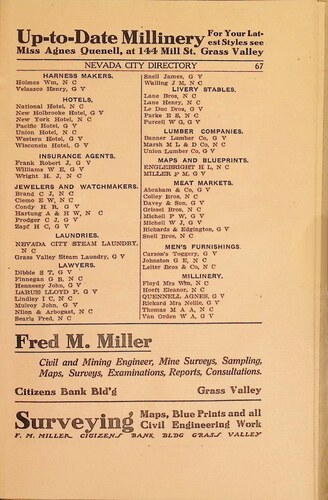 Up-to-Date Millinery For Your Lat-
est Styles see
Miss Agnes Quenell, at 144 Mill St. Grass Valley
NEVADA CITY DIRECTORY 67
HARNESS MAKERS.
Holmes Wm, N C
Velasco Henry, G V
HOTELS,
National Hotel, N C
New Holbrooke Hotel, G V
New York Hotel, N C
Pacific Hotel, G V
Union Hotel, N C
Western Hotel, G V
Wisconsin Hotel, G V
INSURANCE AGENTS.
Frank Robert J, G V
Williams W E, G V
Wright H. J, N C
JEWELERS AND WATCHMAKERS.
Brand C J, N C
Clemo E W, N C
Condy H R, G V
Hartung A & H W, N C
Prodger C J, G V
Zapf H C, G V
LAUNDRIES.
NEVADA CITY STEAM LAUNDRY,
N C
Grass Valley Steam Laundry, G V
LAWYERS.
Dibble S T, G V
Finnegan G B, N C
Hennessy John, G V
LARUE LLOYD P, G V
Lindley I C, N C
Mulroy John, G V
Nilon & Arbogast, N C
Searls Fred, N C
Snell James, G V
Walling J M, N C
LIVERY STABLES.
Lane Bros, N C
Lane Henry, N C
Le Duc Bros, G V
Parks B S, N C
Purcell W G, G V
LUMBER COMPANIES.
Banner Lumber Co, G V
Marsh M L & D Co, N C
Union Lumber Co, G V
MAPS AND BLUEPRINTS.
ENGLEBRIGHT H L, N C
MILLER F M, G V
MEAT MARKETS.
Abraham & Co, G V
Colley Bros, N C
Davey & Son, G V
Grissel Bros, N C
Michell P W, G V
Michell W J, G V
Richards & Edgington, G V
Snell Bros, N C
MEN'S FURNISHINGS.
Carson's Toggery, G V
Johnston G E, N C
Leiter Bros & Co, N C
MILLINERY.
Floyd Mrs Wm, N C
Hoeft Eleanor, N C
QUENNELL AGNES, G V
Rickard Mrs Nellie, G V
Thomas M A A, N C
Van Orden W A, G V
Fred M. Miller
Civil and Mining Engineer, Mine Surveys, Sampling,
Maps, Surveys, Examinations, Reports, Consultations.
Citizens Bank Bld'g Grass Valley
Surveying Maps, Blue Prints and all
Civil Engineering Work
F. M. MILLER CITIZENS BANK BLDG GRASS VALLEY